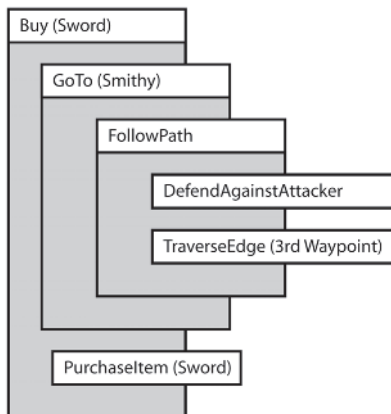 Buy (Sword)
GoTo (Smithy)
FollowPath
DefendAgainstAttacker
TraverseEdge (3rd Waypoint)
PurchaseItem (Sword)